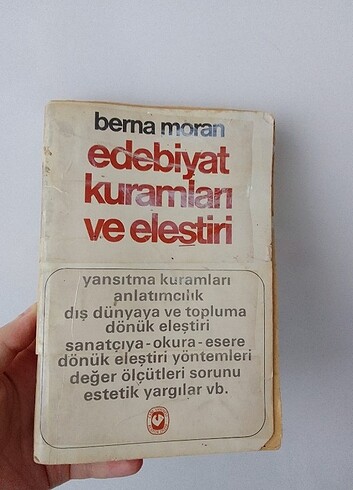 berna moran
edebiyat
kuramları
ve eleştiri
yansıtma kuramları
anlatımcılık
dış dünyaya ve topluma
dönük eleştiri
sanatçıya-okura-esere
dönük eleştiri yöntemleri
değer ölçütleri sorunu
estetik yargılar vb.